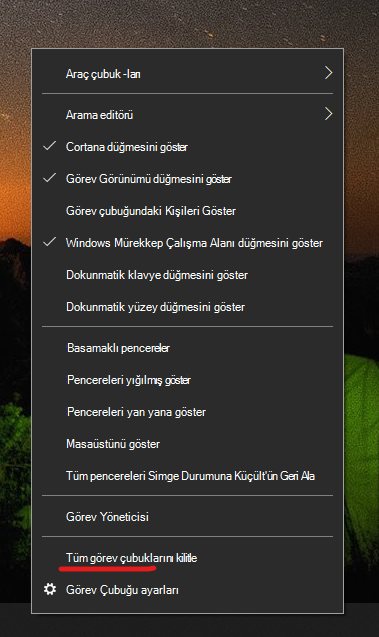 Araç çubuk -ları
Arama editörü
Cortana düğmesini göster
Görev Görünümü düğmesini göster
Görev çubuğundaki Kişileri Göster
Windows Mürekkep Çalışma Alanı düğmesini göster
Dokunmatik klavye düğmesini göster
Dokunmatik yüzey düğmesini göster
Basamaklı pencereler
Pencereleri yığılmış göster
Pencereleri yan yana göster
Masaüstünü göster
Tüm pencereleri Simge Durumuna Küçült'ün Geri Ala
Görev Yöneticisi
Tüm görev çubuklarını kilitle
Görev Çubuğu ayarları